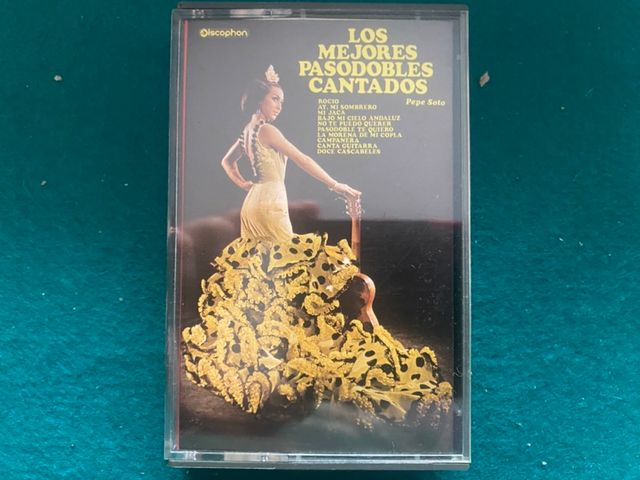 Discophon
LOS
MEJORES
PASODOBLES
CANTADOS
Pepe Soto
ROCIO
AY, MI SOMBRERO
MI JACA
BAJO MI CIELO ANDALUZ
NO TE PUEDO QUERER
PASODOBLE TE QUIERO
LA MORENA DE MI COPLA
CAMPANERA
CANTA GUITARRA
DOCE CASCABELES